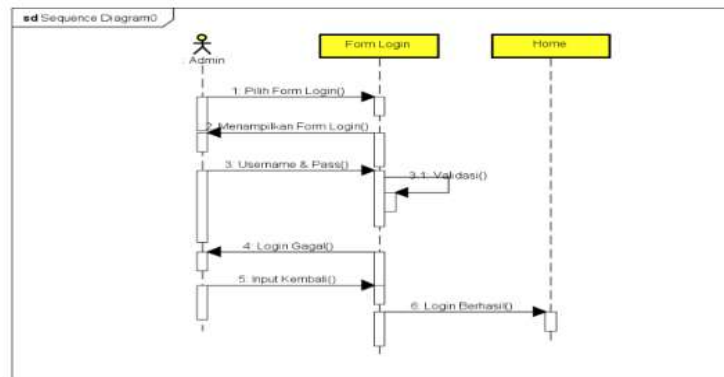 sd Sequence Diagram0
Admin
Form Login
Home
1: Pilih Form Login()
2: Menampilkan Form Login()
3: Username & Pass()
3.1: Validasi()
4: Login Gagal()
5: Input Kembali()
6: Login Berhasil()